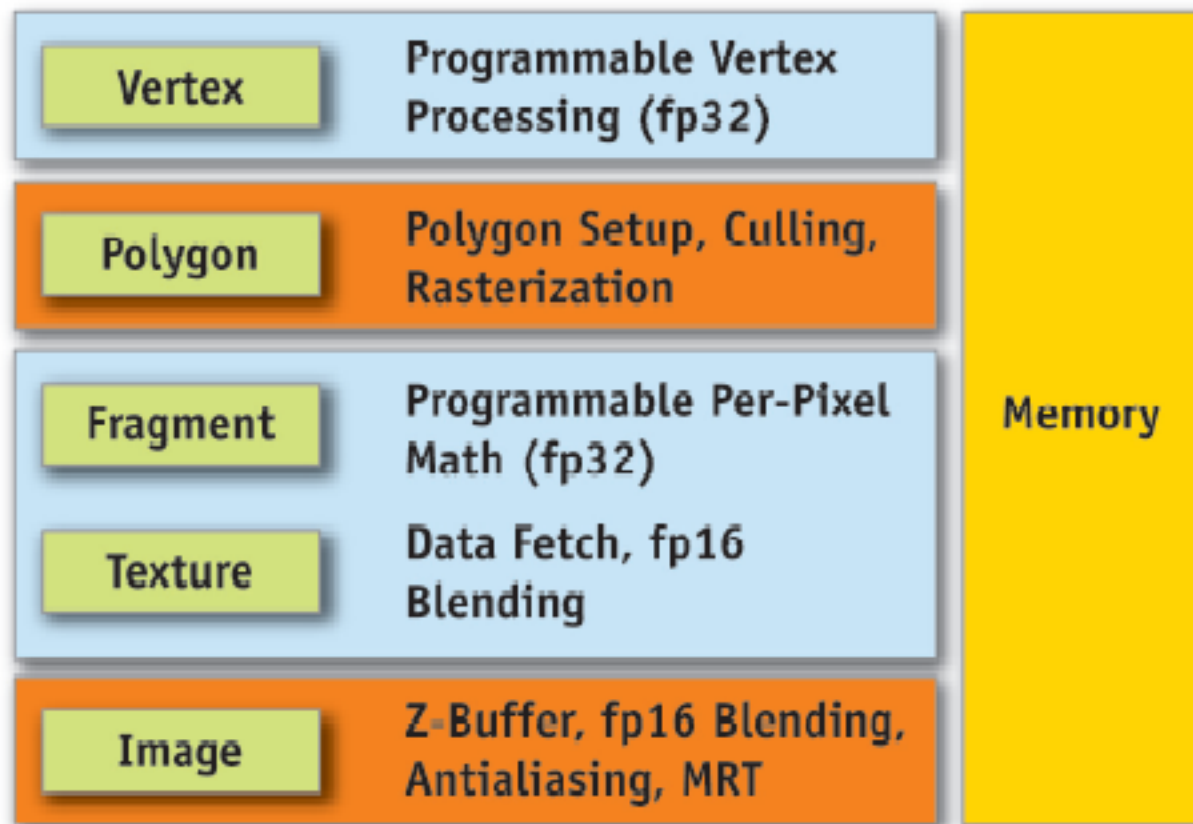 Vertex
Programmable Vertex
Processing (fp32)
Polygon
Polygon Setup, Culling,
Rasterization
Fragment
Programmable Per-Pixel
Math (fp32)
Texture
Data Fetch, fp16
Blending
Image
Z-Buffer, fp16 Blending,
Antialiasing, MRT
Memory